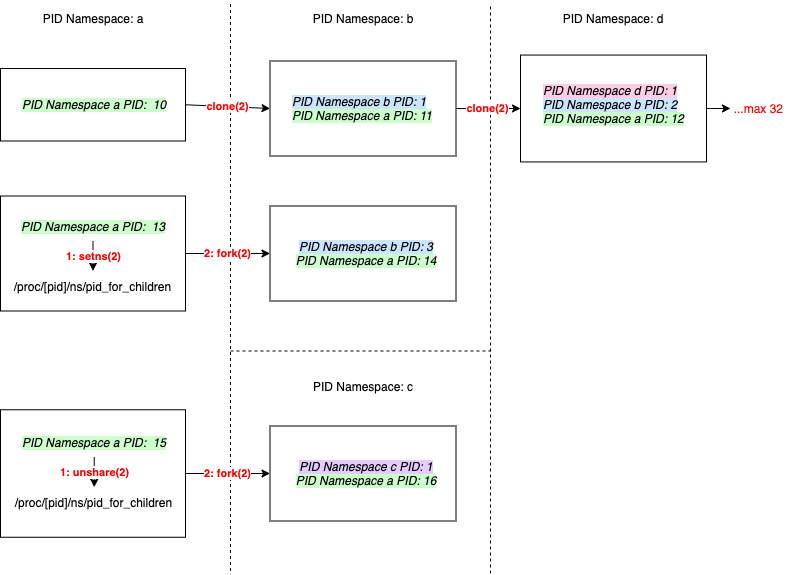 PID Namespace: a
PID Namespace: b
PID Namespace: d
PID Namespace a PID: 10
clone(2)
PID Namespace b PID: 1
PID Namespace a PID: 11
clone(2)
PID Namespace d PID: 1
PID Namespace b PID: 2
PID Namespace a PID: 12
...max 32
PID Namespace a PID: 13
1: setns(2)
/proc/[pid]/ns/pid_for_children
2: fork(2)
PID Namespace b PID: 3
PID Namespace a PID: 14
PID Namespace: c
PID Namespace a PID: 15
1: unshare(2)
/proc/[pid]/ns/pid_for_children
2: fork(2)
PID Namespace c PID: 1
PID Namespace a PID: 16